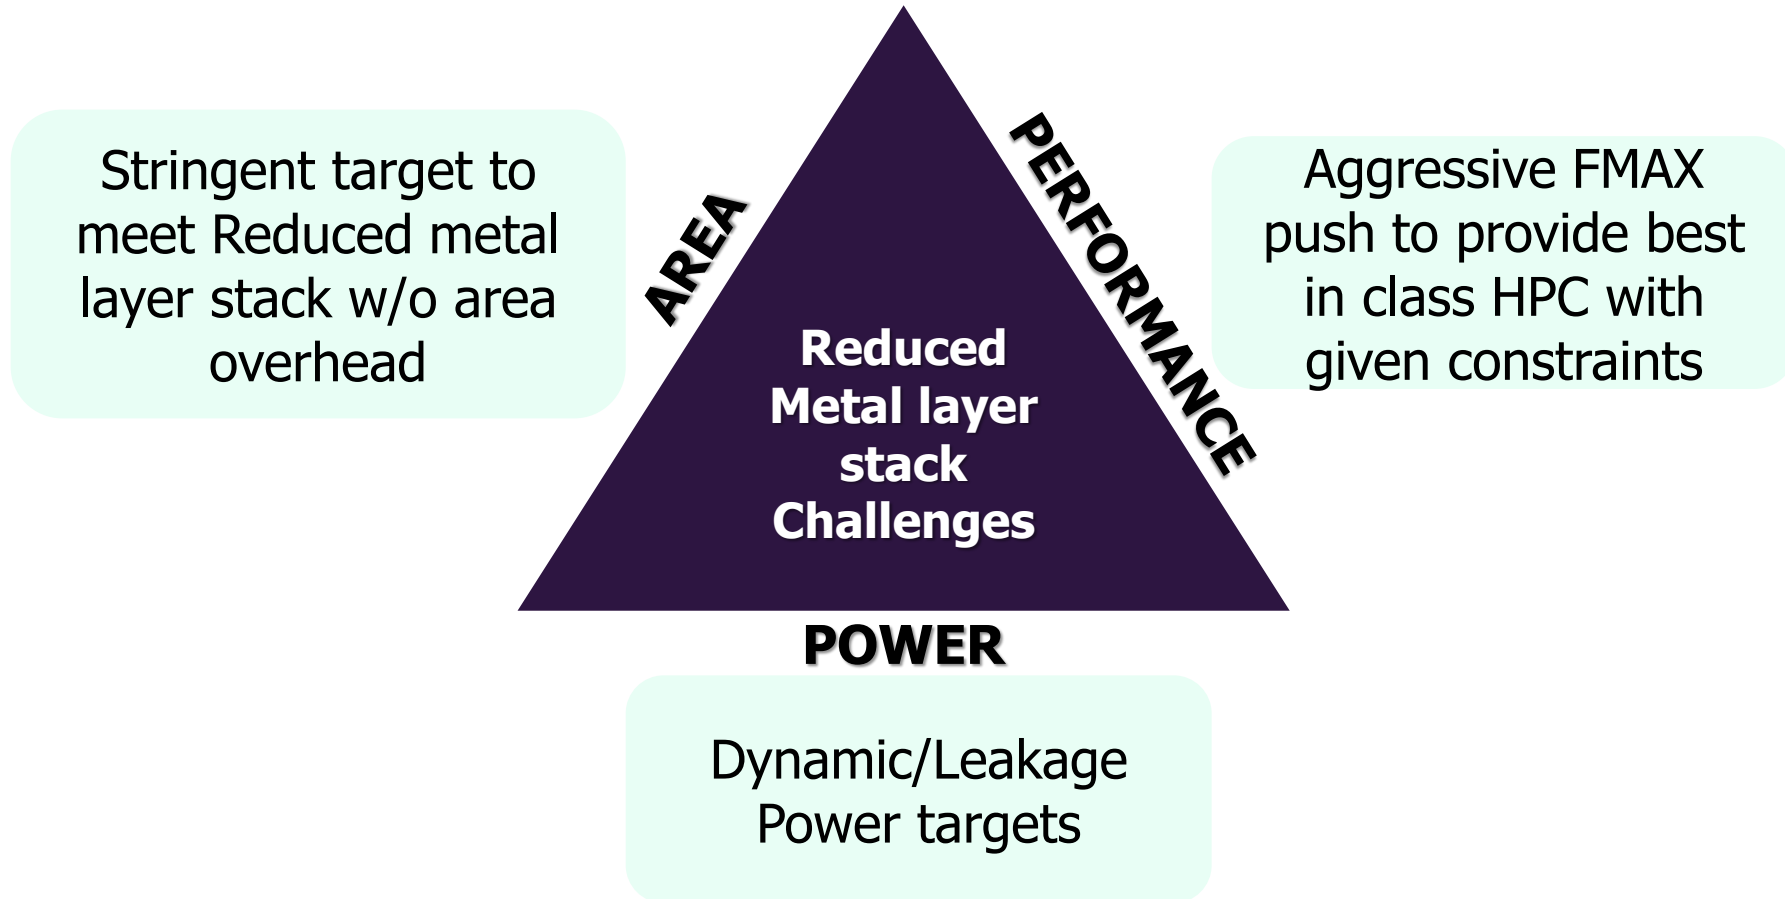 Stringent target to
meet Reduced metal
layer stack w/o area
overhead
AREA
Reduced
Metal layer
stack
Challenges
PERFORMANCE
Aggressive FMAX
push to provide best
in class HPC with
given constraints
POWER
Dynamic/Leakage
Power targets